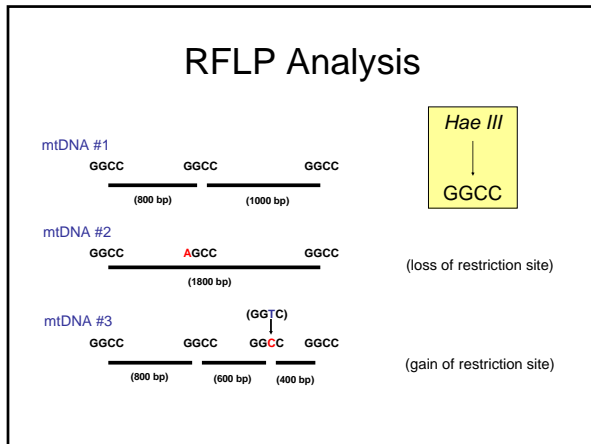 RFLP Analysis
Hae III
GGCC
mtDNA #1
GGCC GGCC GGCC
(800 bp) (1000 bp)
mtDNA #2
GGCC AGCC GGCC
(1800 bp)
(loss of restriction site)
mtDNA #3
(GGTC)
GGCC GGCC GGCC GGCC
(800 bp) (600 bp) (400 bp)
(gain of restriction site)